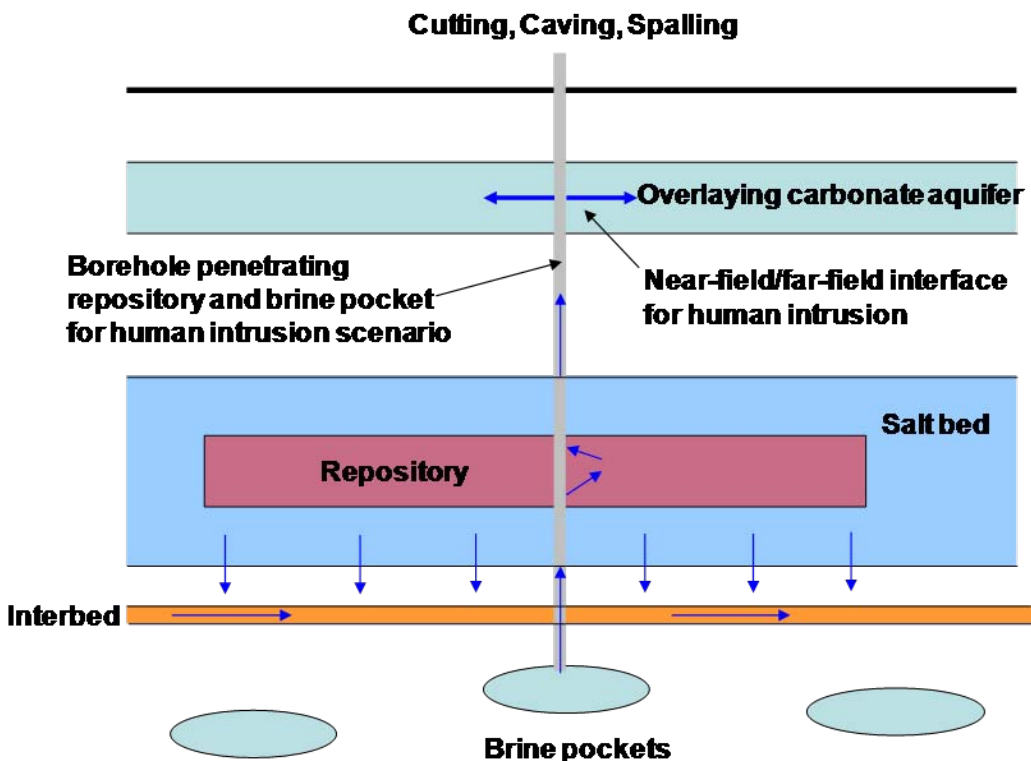 Cutting, Caving, Spalling
Overlaying carbonate aquifer
Borehole penetrating
repository and brine pocket
for human intrusion scenario
Near-field/far-field interface
for human intrusion
Salt bed
Repository
Interbed
Brine pockets